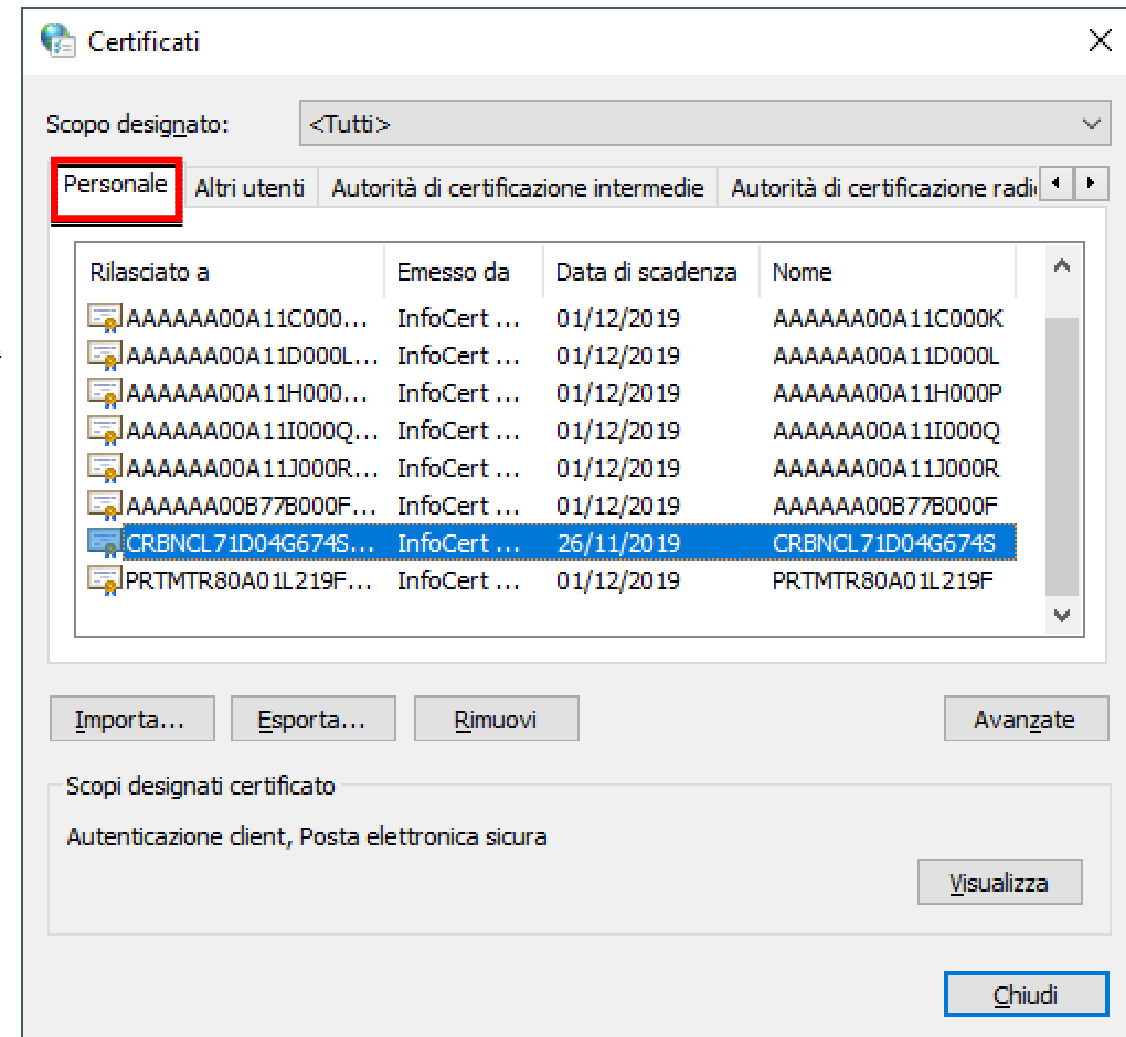 Certificati
Scopo designato: <Tutti>
Personale Altri utenti Autorità di certificazione intermedie Autorità di certificazione radi
Rilasciato a Emesso da Data di scadenza Nome
AAAAAA00A11C000... InfoCert ... 01/12/2019 AAAAAA00A11C000K
AAAAAA00A11D000L... InfoCert ... 01/12/2019 AAAAAA00A11D000L
AAAAAA00A11H000... InfoCert ... 01/12/2019 AAAAAA00A11H000P
AAAAAA00A11I000Q... InfoCert ... 01/12/2019 AAAAAA00A11I000Q
AAAAAA00A11J000R... InfoCert ... 01/12/2019 AAAAAA00A11J000R
AAAAAA00B77B000F... InfoCert ... 01/12/2019 AAAAAA00B77B000F
CRBNCL71D04G674S... InfoCert ... 26/11/2019 CRBNCL71D04G674S
PRTMTR80A01L219F... InfoCert ... 01/12/2019 PRTMTR80A01L219F
Importa... Esporta... Rimuovi Avanzate
Scopi designati certificato
Autenticazione client, Posta elettronica sicura
Visualizza
Chiudi